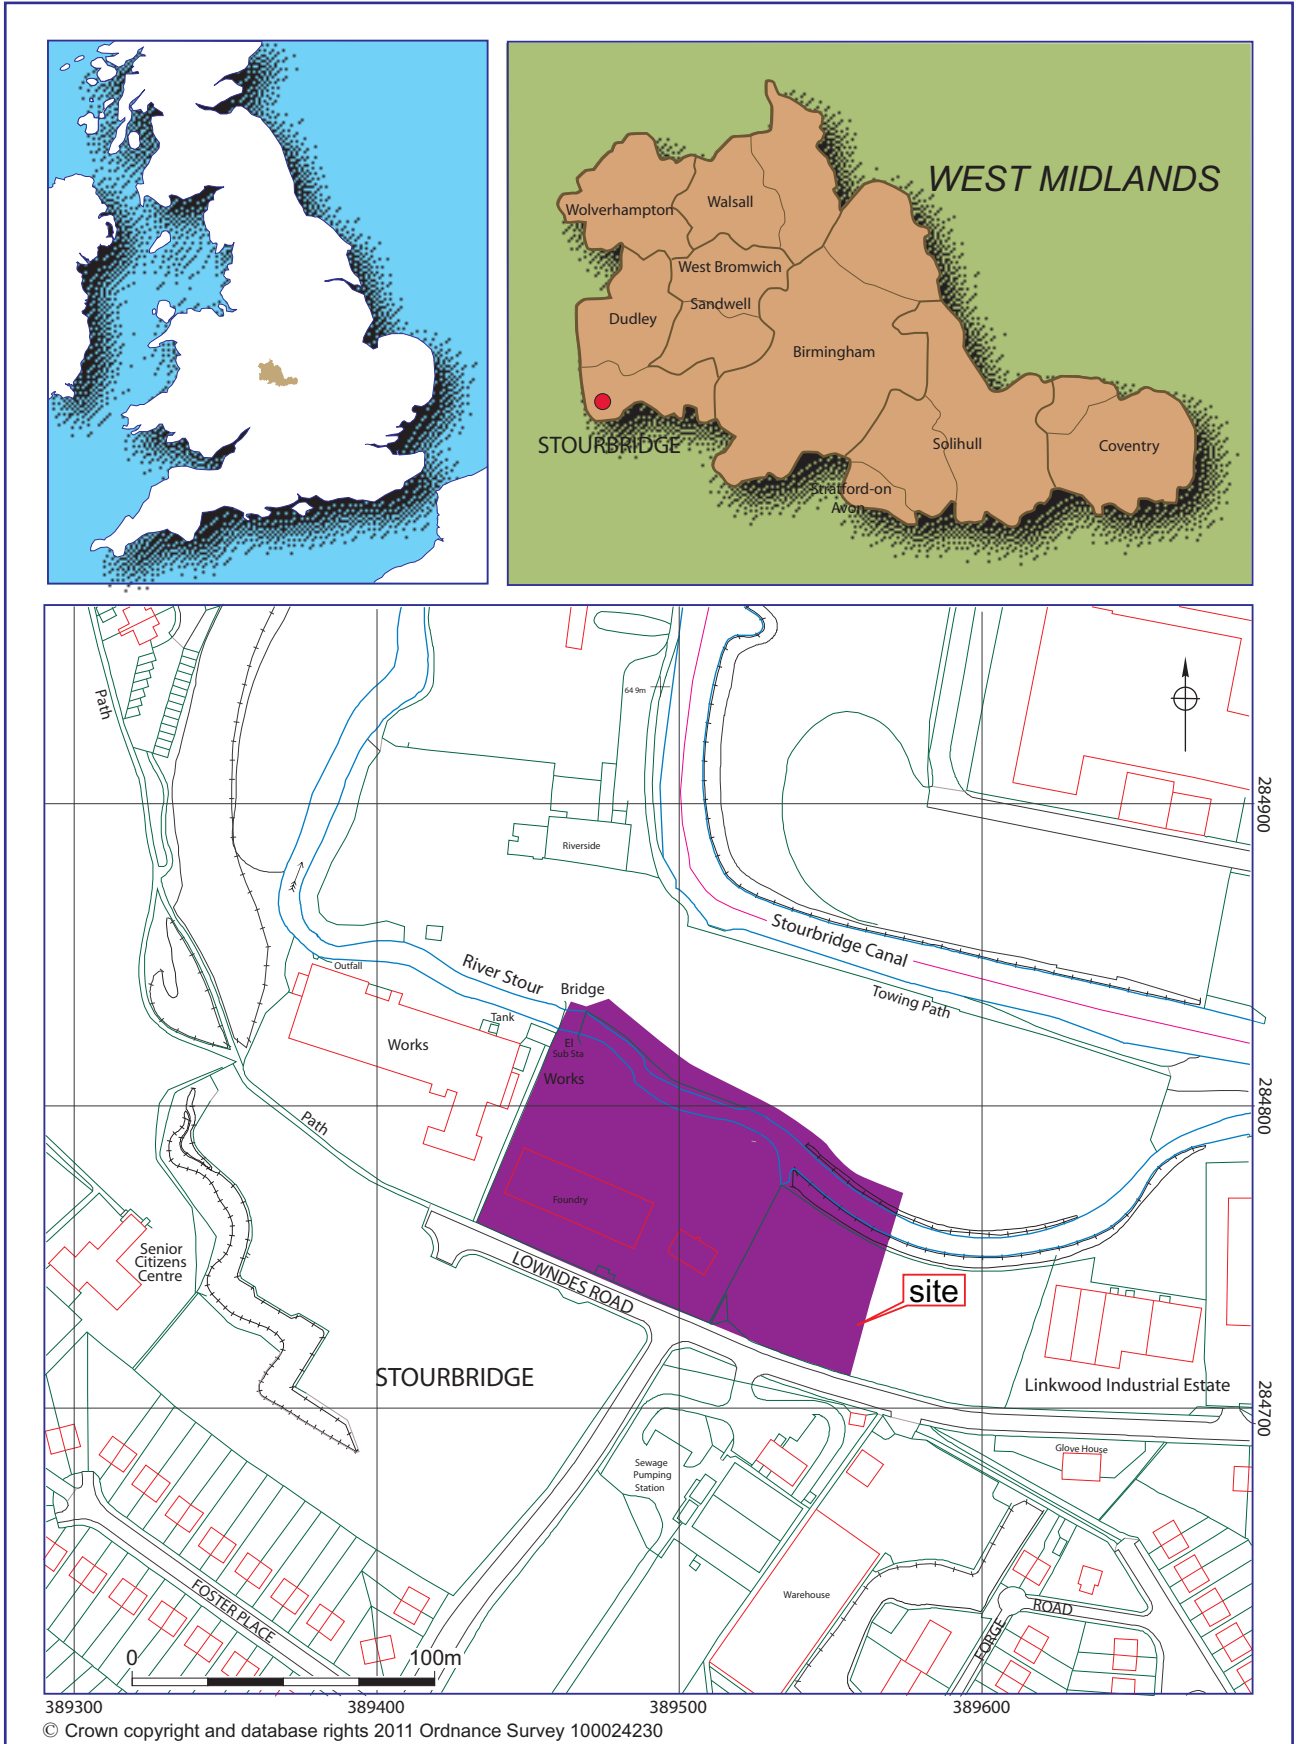 WEST MIDLANDS
Wolverhampton
Walsall
West Bromwich
Sandwell
Dudley
Birmingham
STOURBRIDGE
Solihull
Coventry
Stratford-on
Avon
Path
64 9m
284900
Riverside
Stourbridge Canal
Towing Path
River Stour
Outfall
Bridge
Tank
Works
El
Sub Sta
Works
284800
Path
Foundry
Senior
Citizens
Centre
LOWNDES ROAD
site
STOURBRIDGE
Linkwood Industrial Estate
284700
Glove House
Sewage
Pumping
Station
Warehouse
FOSTER PLACE
FORGE
ROAD
0
100m
389300
389400
389500
389600
© Crown copyright and database rights 2011 Ordnance Survey 100024230